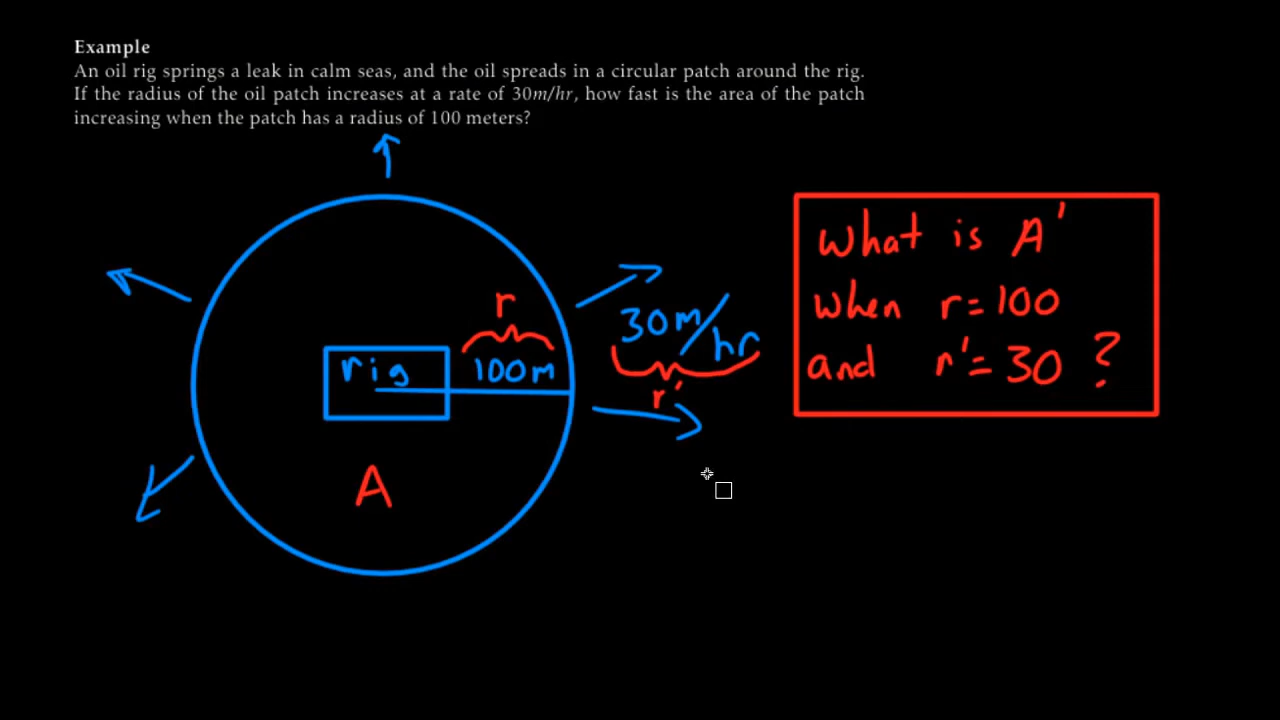 Example
An oil rig springs a leak in calm seas, and the oil spreads in a circular patch around the rig.
If the radius of the oil patch increases at a rate of 30m/hr, how fast is the area of the patch
increasing when the patch has a radius of 100 meters?
What is A'
when r=100
and r'=30 ?
r
30m/hr
rig
100m
r'
A